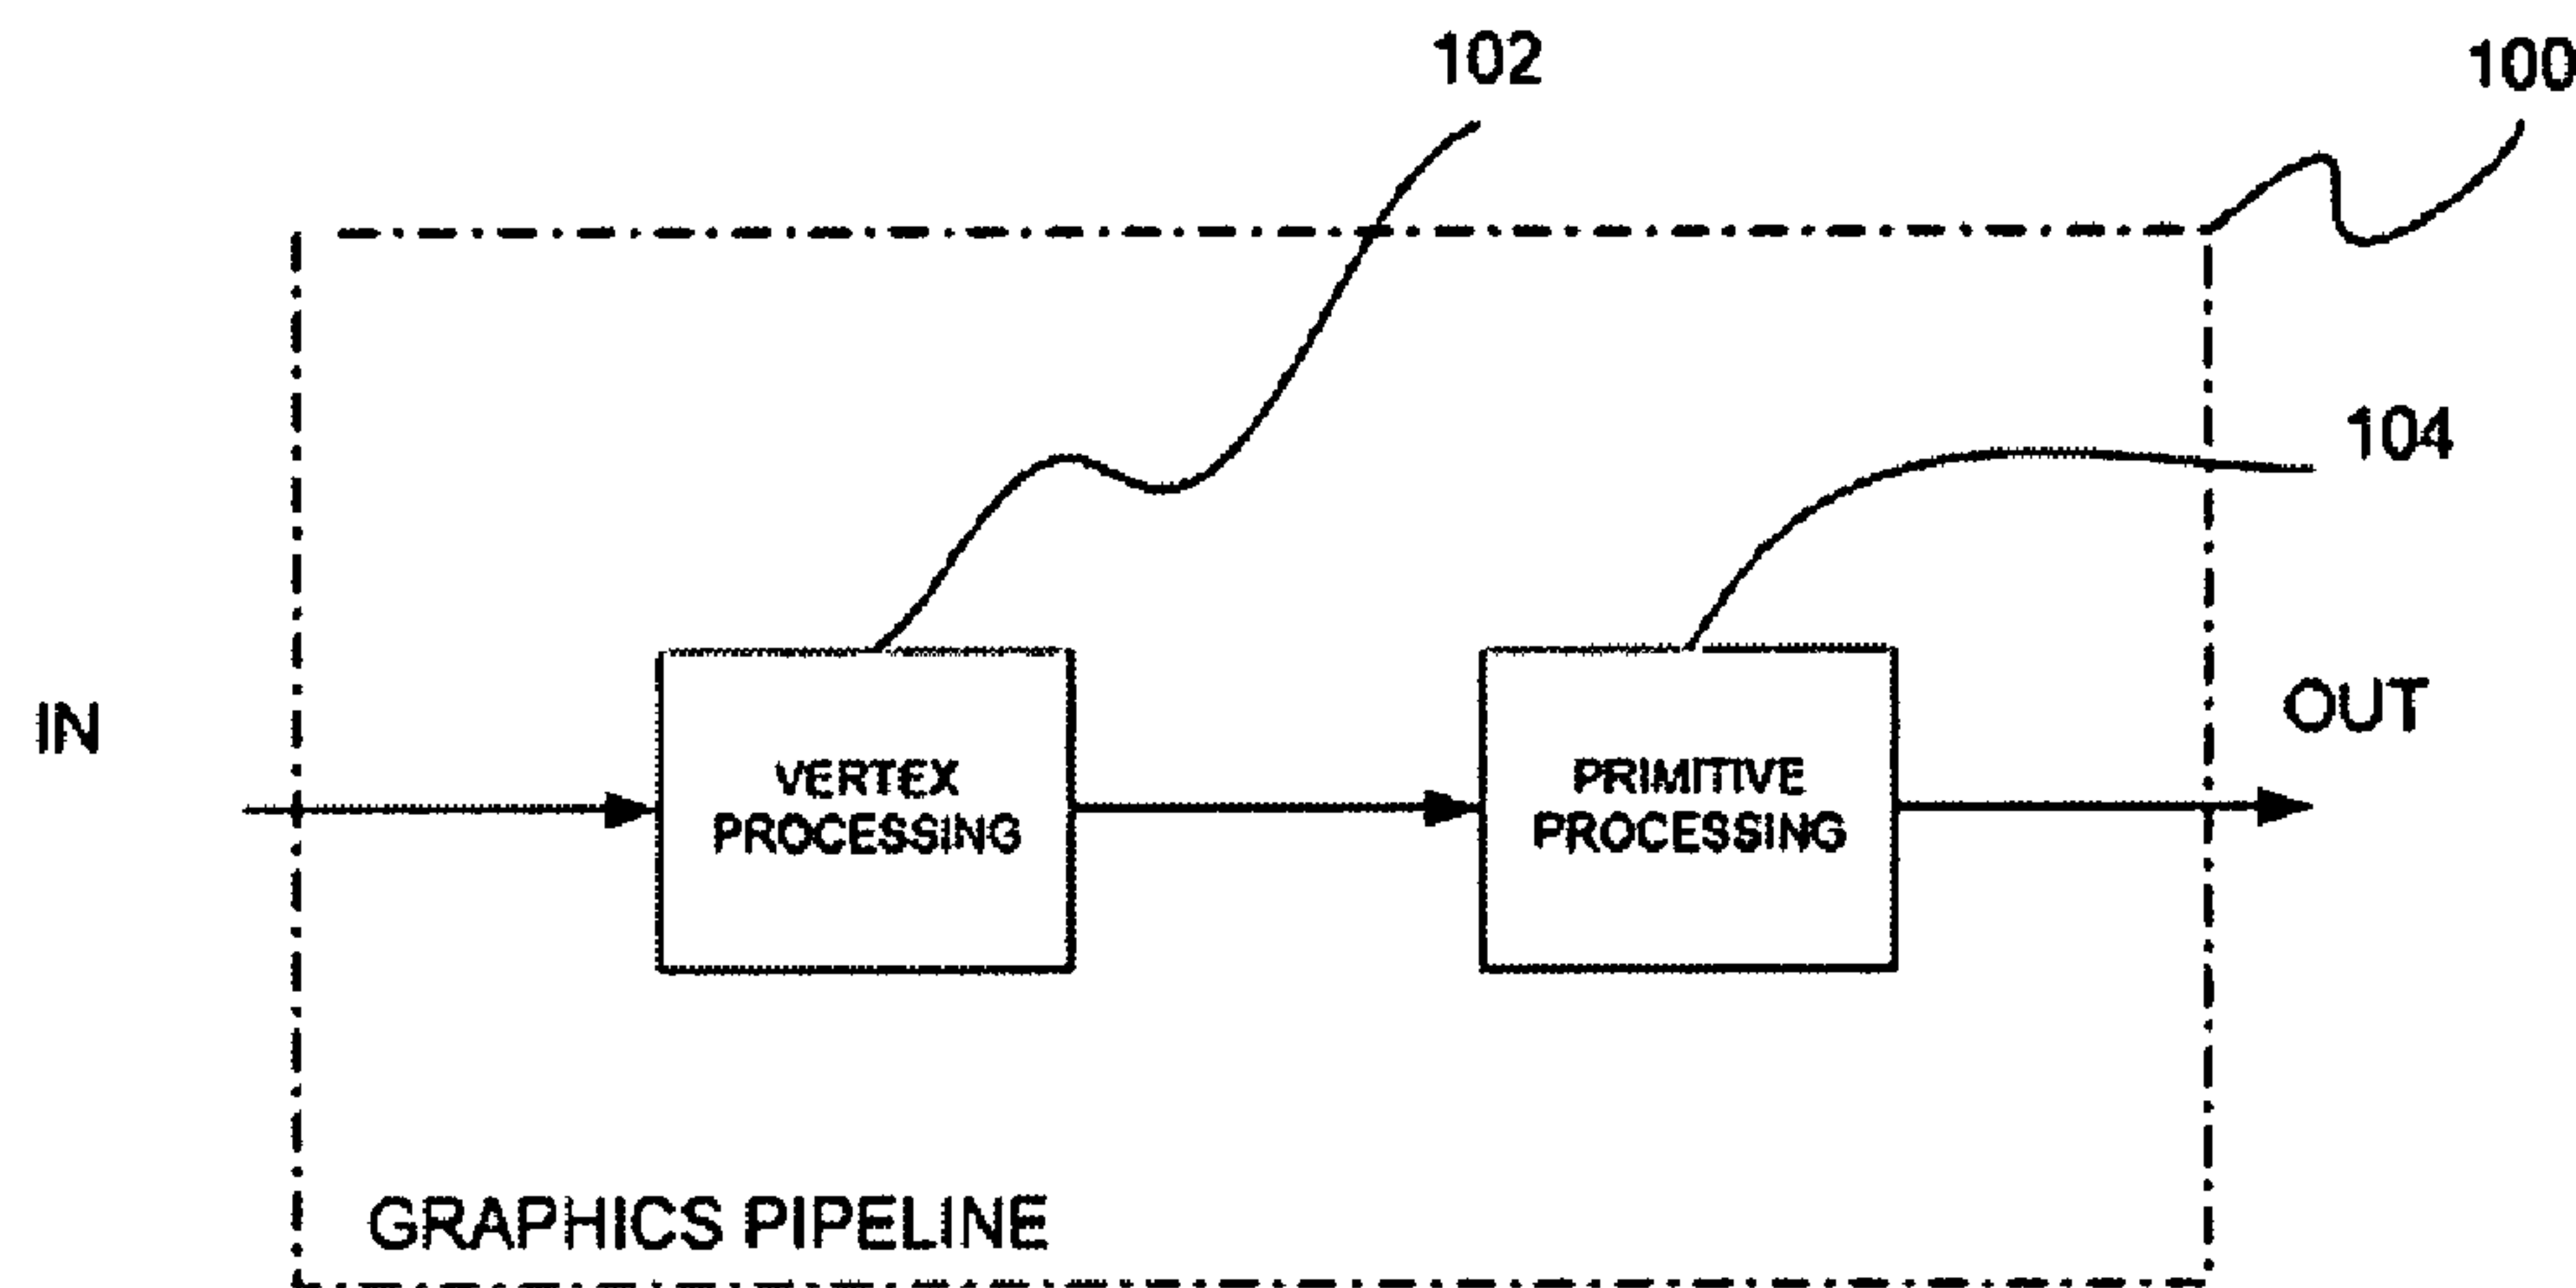 102
100
104
IN
OUT
VERTEX
PROCESSING
PRIMITIVE
PROCESSING
GRAPHICS PIPELINE